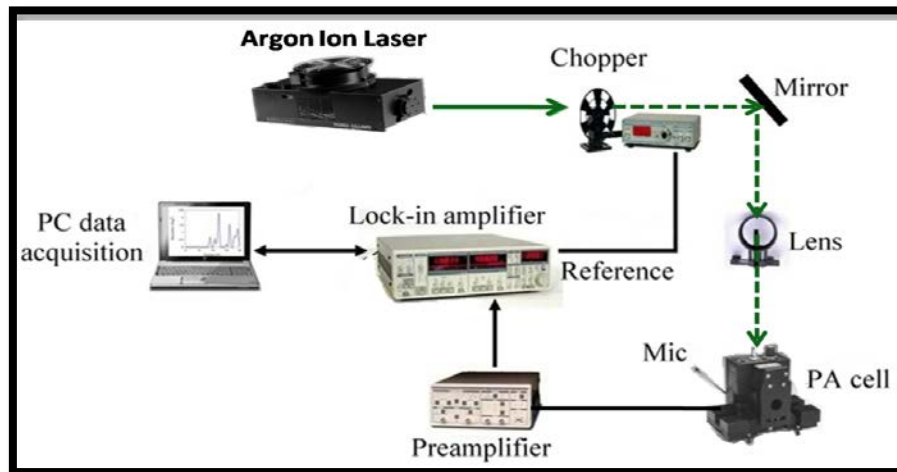 Argon Ion Laser
Chopper
Mirror
PC data
acquisition
Lock-in amplifier
Lens
Reference
Mic
PA cell
Preamplifier